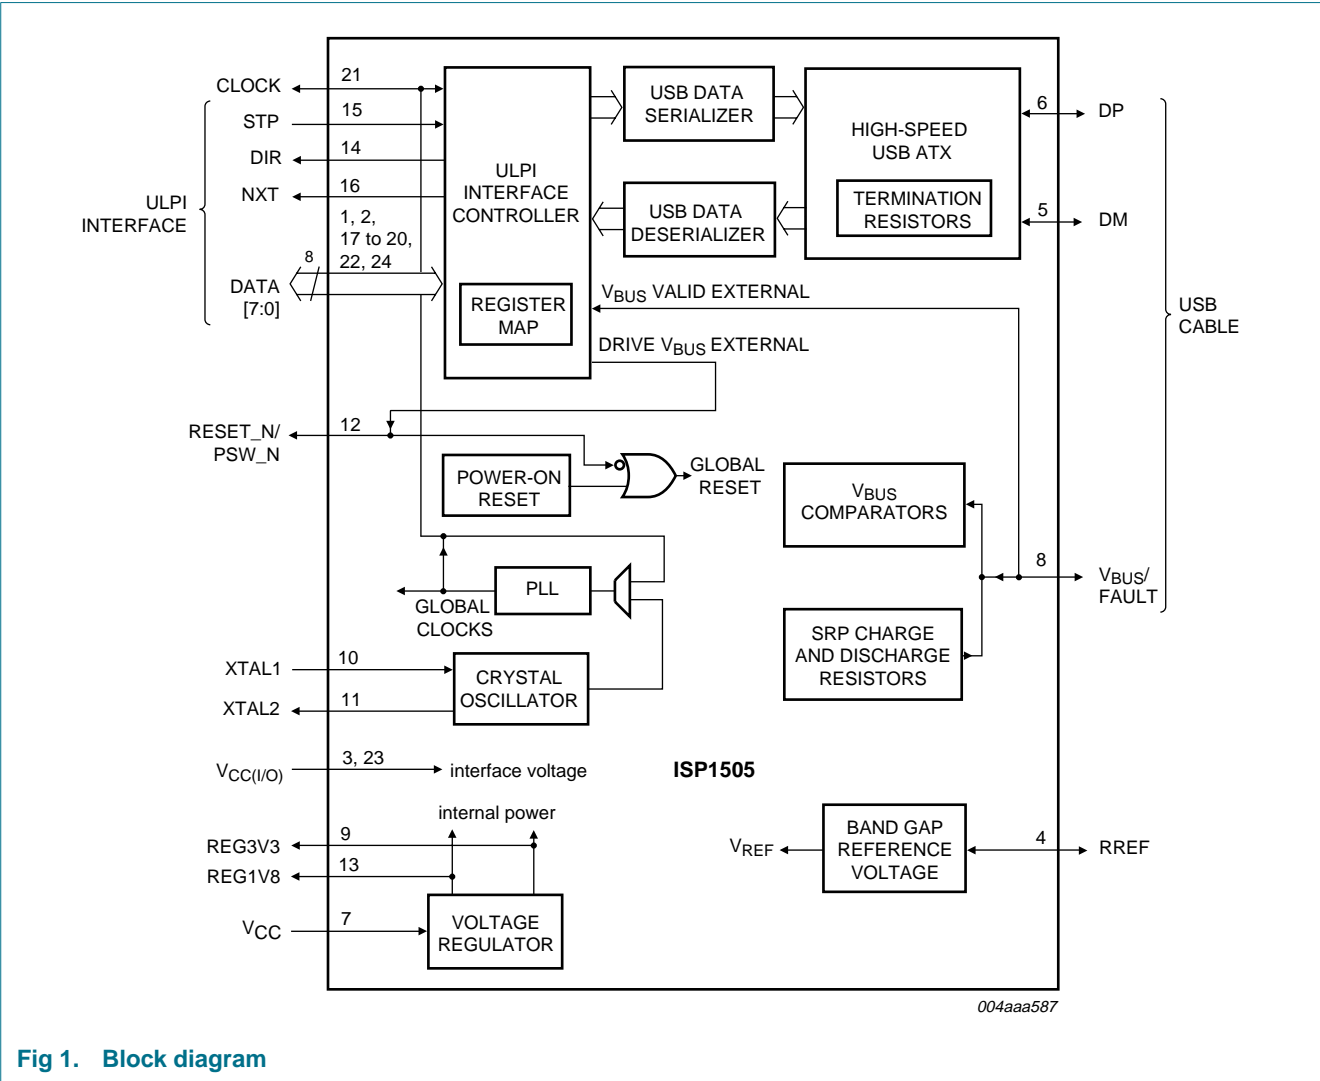 CLOCK
21
STP
15
DIR
14
NXT
16
ULPI
INTERFACE
1, 2,
17 to 20,
22, 24
8
DATA
[7:0]
ULPI
INTERFACE
CONTROLLER
REGISTER
MAP
USB DATA
SERIALIZER
USB DATA
DESERIALIZER
HIGH-SPEED
USB ATX
TERMINATION
RESISTORS
6
DP
5
DM
USB
CABLE
VBUS VALID EXTERNAL
DRIVE VBUS EXTERNAL
RESET_N/
PSW_N
12
POWER-ON
RESET
GLOBAL
RESET
VBUS
COMPARATORS
8
VBUS/
FAULT
PLL
GLOBAL
CLOCKS
SRP CHARGE
AND DISCHARGE
RESISTORS
XTAL1
10
XTAL2
11
CRYSTAL
OSCILLATOR
VCC(I/O)
3, 23
interface voltage
ISP1505
internal power
REG3V3
9
REG1V8
13
VCC
7
VOLTAGE
REGULATOR
VREF
BAND GAP
REFERENCE
VOLTAGE
4
RREF
004aaa587
Fig 1. Block diagram